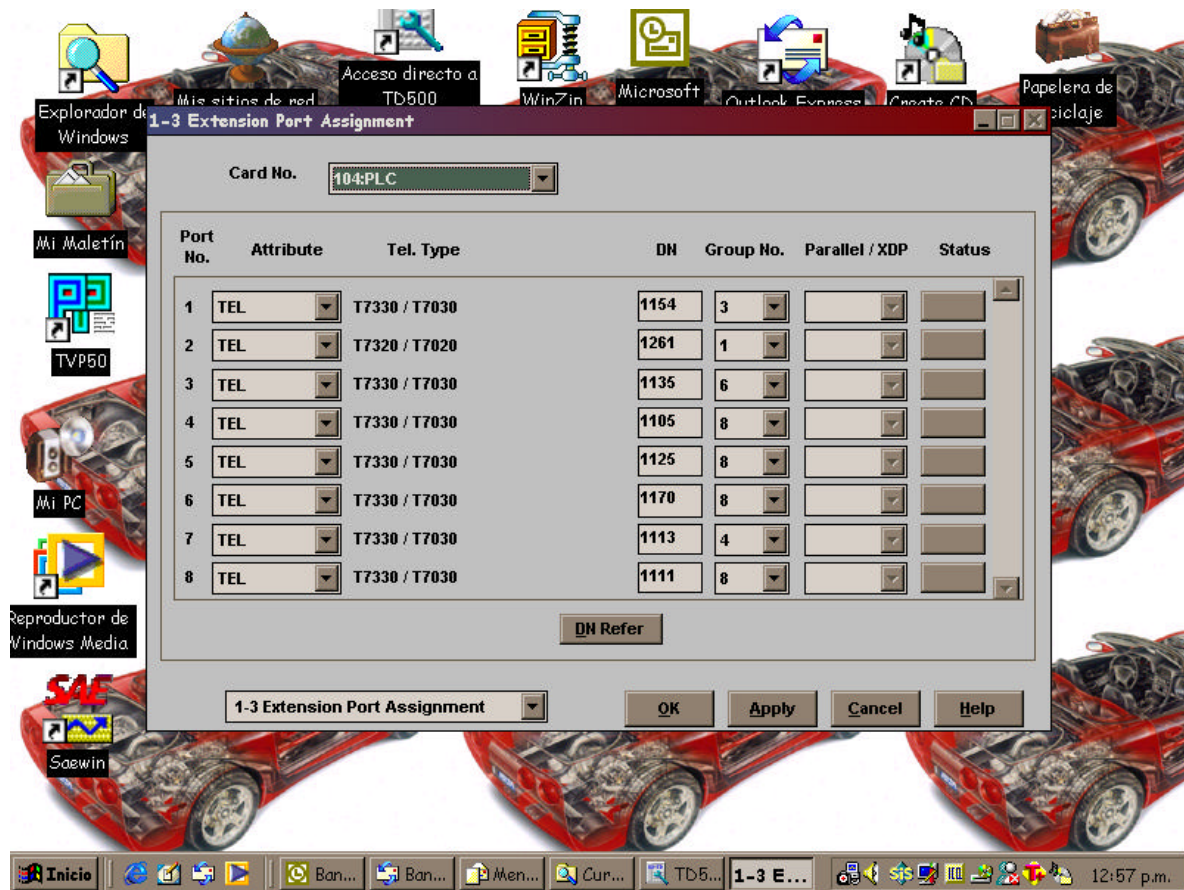 Acceso directo a
TD500
WinZip
Microsoft
Outlook Express
Create CD
Papelera de
ciclaje
Explorador de
Windows
Mis sitios de red
1-3 Extension Port Assignment
Card No.
104:PLC
Mi Maletín
Port
No.
Attribute
Tel. Type
DN
Group No.
Parallel / XDP
Status
1 TEL T7330 / T7030 1154 3
2 TEL T7320 / T7020 1261 1
3 TEL T7330 / T7030 1135 6
4 TEL T7330 / T7030 1105 8
5 TEL T7330 / T7030 1125 8
6 TEL T7330 / T7030 1170 8
7 TEL T7330 / T7030 1113 4
8 TEL T7330 / T7030 1111 8
TVP50
Mi PC
Reproductor de
Windows Media
DN Refer
1-3 Extension Port Assignment
OK
Apply
Cancel
Help
SAE
Saewin
Inicio
Ban...
Ban...
Men...
Cur...
TD5...
1-3 E...
12:57 p.m.